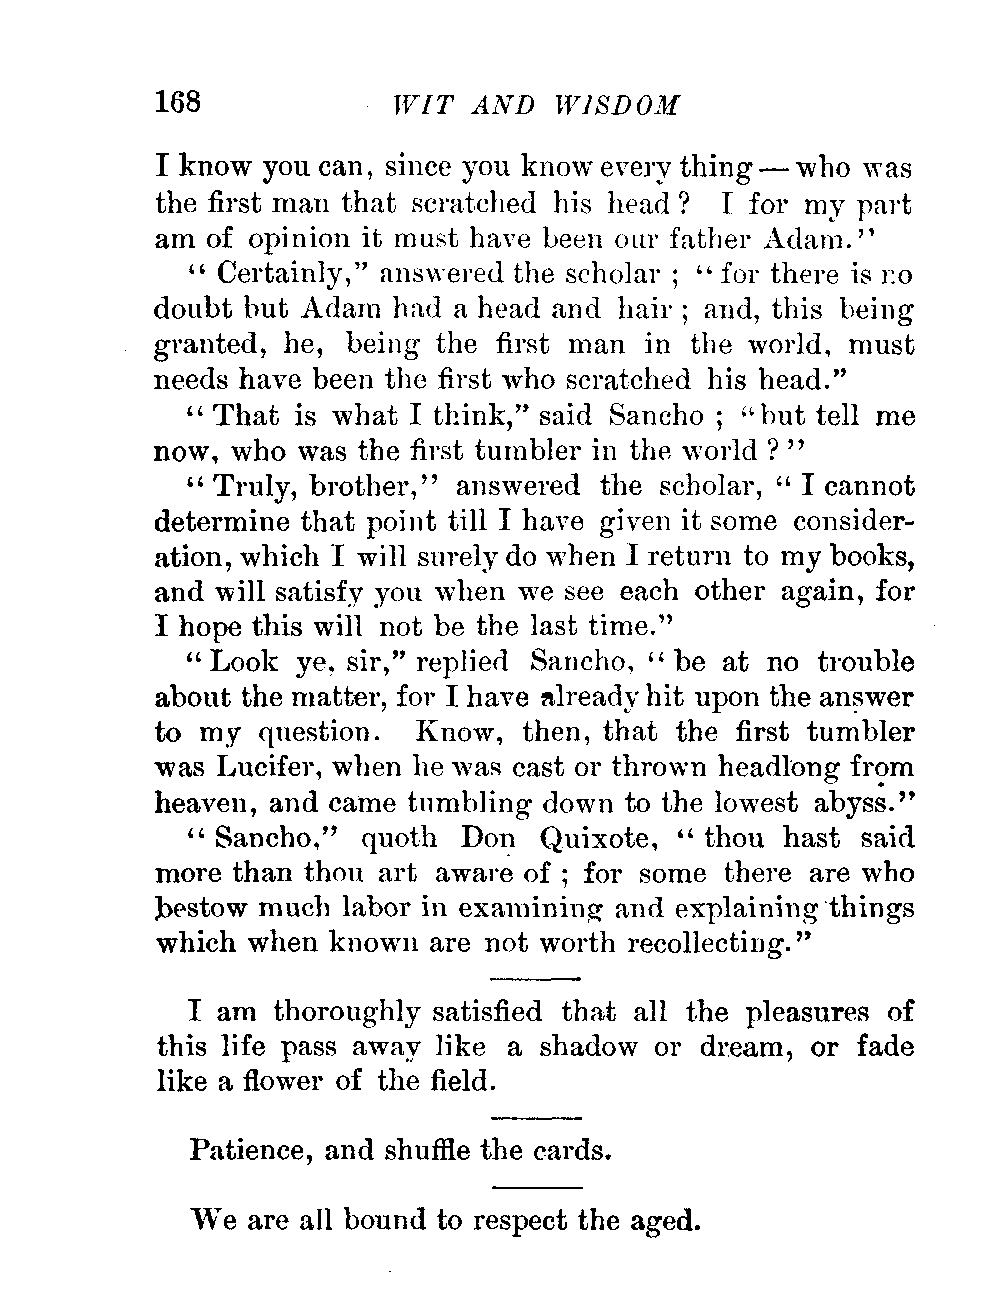 168 WIT AND WISDOM
I know you can, since you know every thing — who was
the first man that scratched his head? I for my part
am of opinion it must have been our father Adam."
"Certainly," answered the scholar; "for there is no
doubt but Adam had a head and hair; and, this being
granted, he, being the first man in the world, must
needs have been the first who scratched his head."
"That is what I think," said Sancho; "but tell me
now, who was the first tumbler in the world?"
"Truly, brother," answered the scholar, "I cannot
determine that point till I have given it some consider-
ation, which I will surely do when I return to my books,
and will satisfy you when we see each other again, for
I hope this will not be the last time."
"Look ye, sir," replied Sancho, "be at no trouble
about the matter, for I have already hit upon the answer
to my question. Know, then, that the first tumbler
was Lucifer, when he was cast or thrown headlong from
heaven, and came tumbling down to the lowest abyss."
"Sancho," quoth Don Quixote, "thou hast said
more than thou art aware of; for some there are who
bestow much labor in examining and explaining things
which when known are not worth recollecting."
I am thoroughly satisfied that all the pleasures of
this life pass away like a shadow or dream, or fade
like a flower of the field.
Patience, and shuffle the cards.
We are all bound to respect the aged.